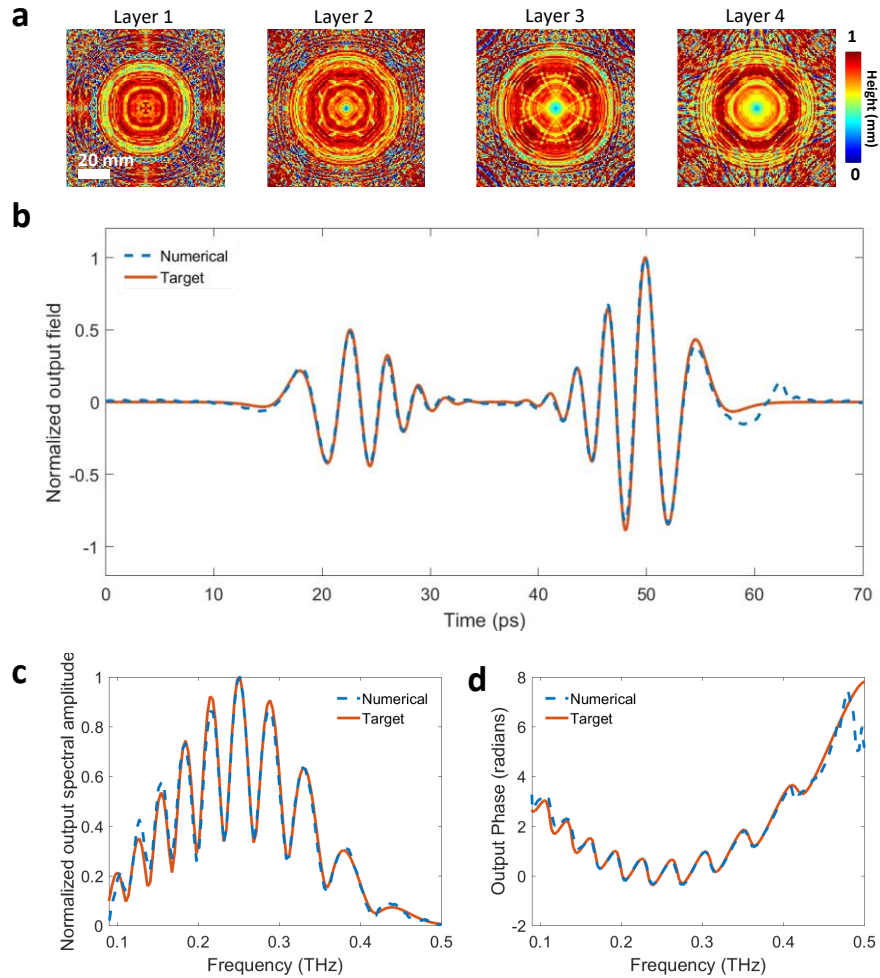 a
Layer 1
Layer 2
Layer 3
Layer 4
20 mm
1
Height (mm)
0
b
Normalized output field
1
0.5
0
-0.5
-1
Numerical
Target
0
10
20
30
40
50
60
70
Time (ps)
c
Normalized output spectral amplitude
1
0.8
0.6
0.4
0.2
0
Numerical
Target
0.1
0.2
0.3
0.4
0.5
Frequency (THz)
d
Output Phase (radians)
8
6
4
2
0
-2
Numerical
Target
0.1
0.2
0.3
0.4
0.5
Frequency (THz)